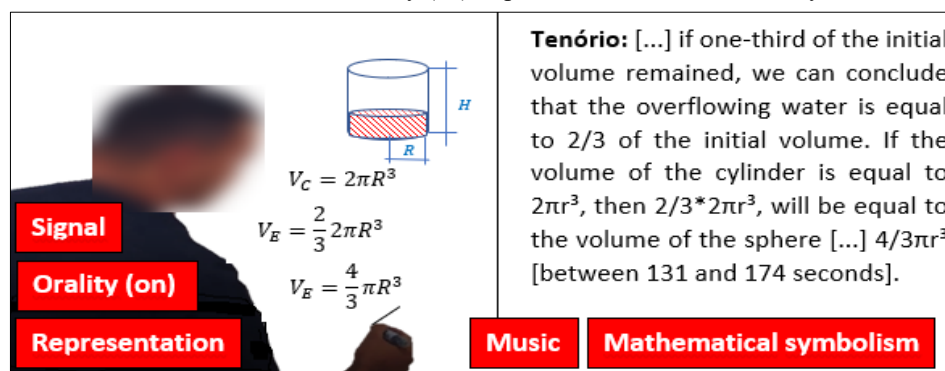 H
R
V_C = 2πR³
V_E = \frac{2}{3} 2πR³
V_E = \frac{4}{3} πR³
Signal
Orality (on)
Representation
Tenório: [...] if one-third of the initial
volume remained, we can conclude
that the overflowing water is equal
to 2/3 of the initial volume. If the
volume of the cylinder is equal to
2πr³, then 2/3*2πr³, will be equal to
the volume of the sphere [...] 4/3πr³
[between 131 and 174 seconds].
Music
Mathematical symbolism